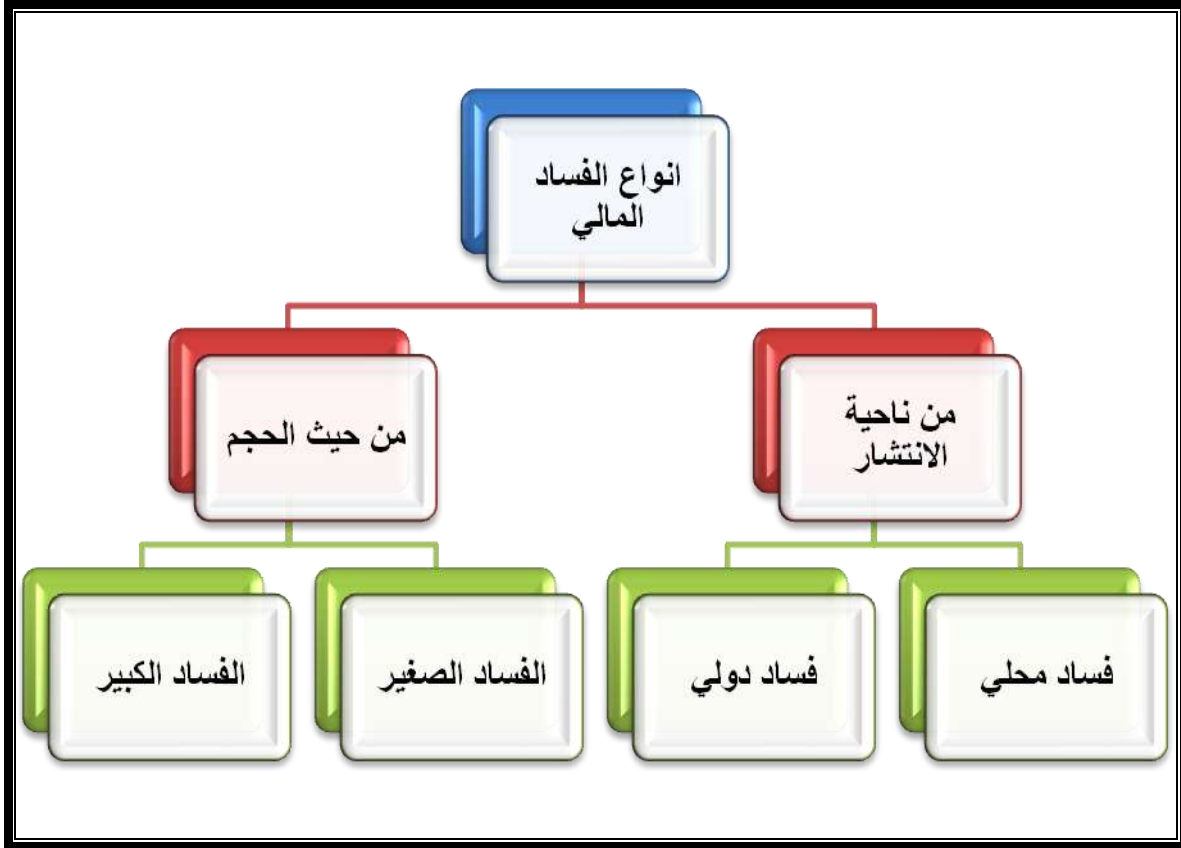 انواع الفساد
المالي
من ناحية
الانتشار
من حيث الحجم
فساد محلي
فساد دولي
الفساد الصغير
الفساد الكبير